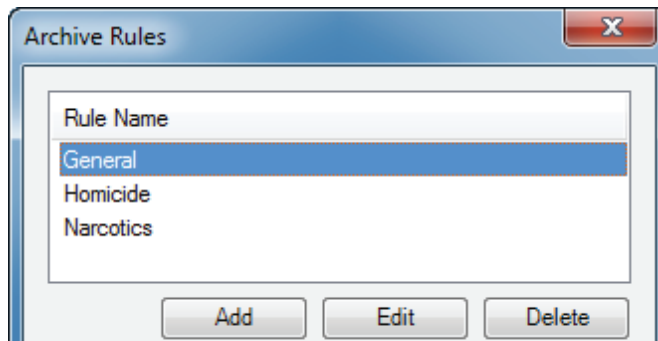 Archive Rules
Rule Name
General
Homicide
Narcotics
Add Edit Delete